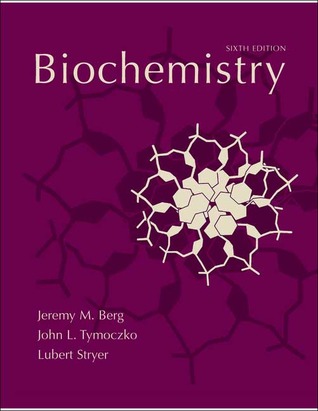 SIXTH EDITION
Biochemistry
Jeremy M. Berg
John L. Tymoczko
Lubert Stryer